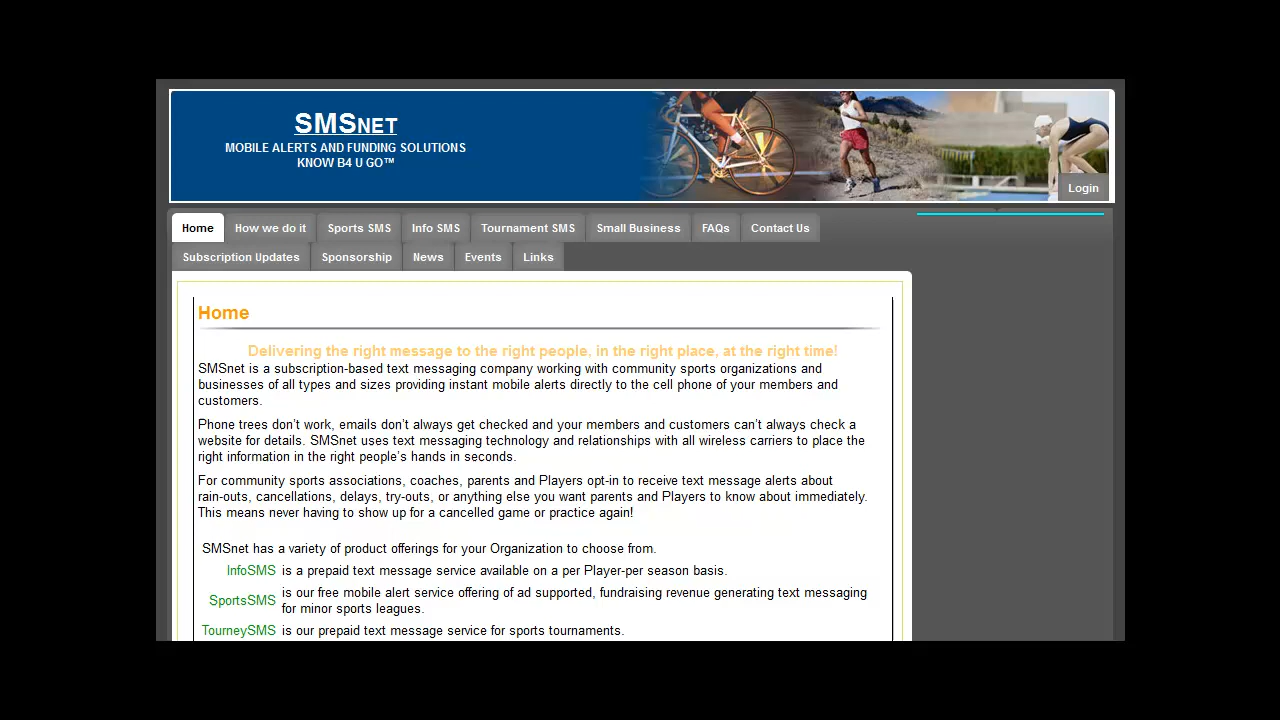 SMSNET
MOBILE ALERTS AND FUNDING SOLUTIONS
KNOW B4 U GO™
Login
Home How we do it Sports SMS Info SMS Tournament SMS Small Business FAQs Contact Us
Subscription Updates Sponsorship News Events Links
Home
Delivering the right message to the right people, in the right place, at the right time!
SMSnet is a subscription-based text messaging company working with community sports organizations and
businesses of all types and sizes providing instant mobile alerts directly to the cell phone of your members and
customers.
Phone trees don’t work, emails don’t always get checked and your members and customers can’t always check a
website for details. SMSnet uses text messaging technology and relationships with all wireless carriers to place the
right information in the right people’s hands in seconds.
For community sports associations, coaches, parents and Players opt-in to receive text message alerts about
rain-outs, cancellations, delays, try-outs, or anything else you want parents and Players to know about immediately.
This means never having to show up for a cancelled game or practice again!
SMSnet has a variety of product offerings for your Organization to choose from.
InfoSMS is a prepaid text message service available on a per Player-per season basis.
SportsSMS is our free mobile alert service offering of ad supported, fundraising revenue generating text messaging
for minor sports leagues.
TourneySMS is our prepaid text message service for sports tournaments.